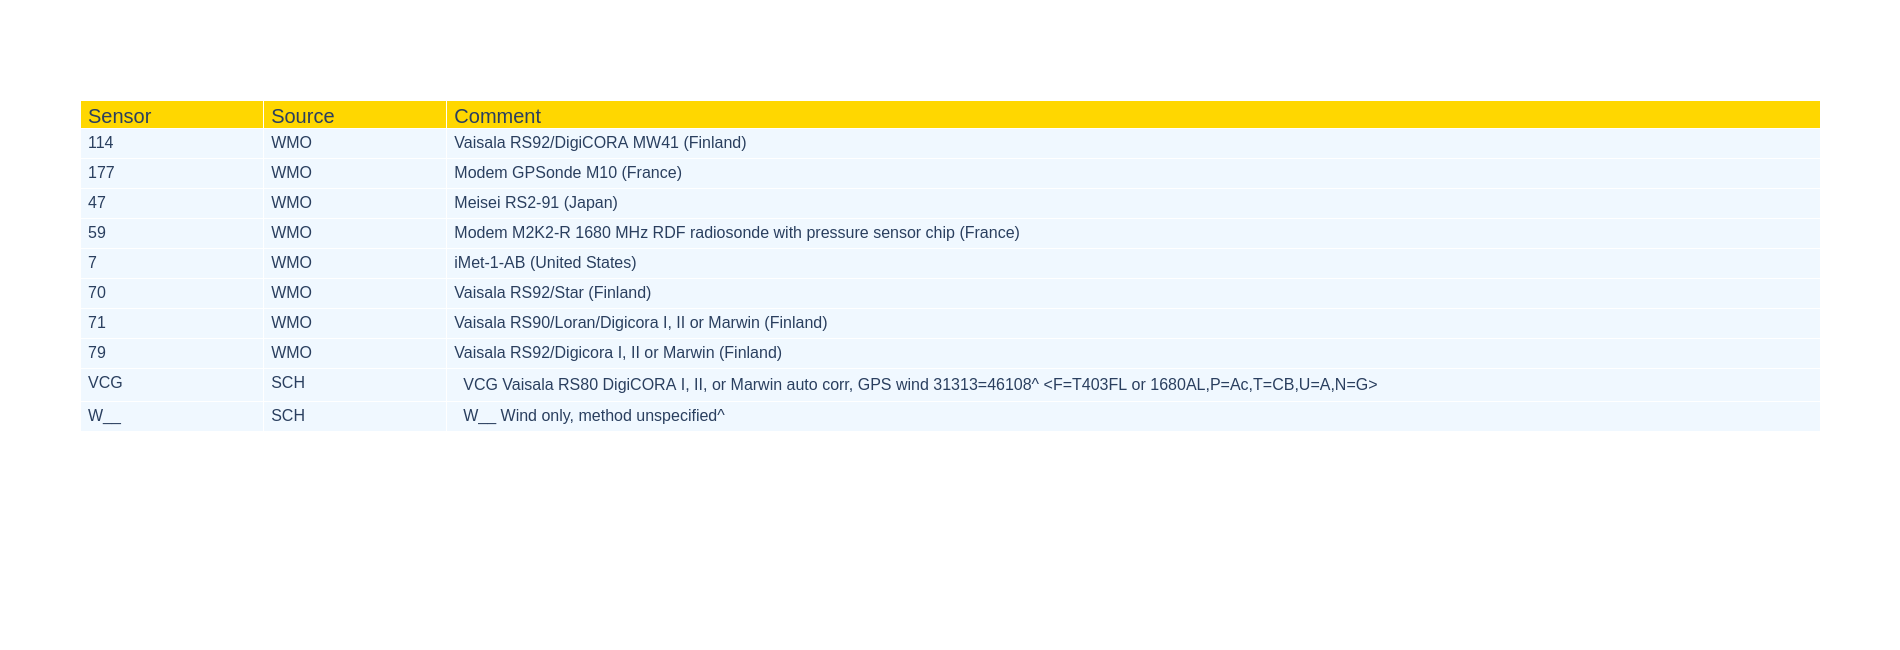 Sensor Source Comment
114 WMO Vaisala RS92/DigiCORA MW41 (Finland)
177 WMO Modem GPSonde M10 (France)
47 WMO Meisei RS2-91 (Japan)
59 WMO Modem M2K2-R 1680 MHz RDF radiosonde with pressure sensor chip (France)
7 WMO iMet-1-AB (United States)
70 WMO Vaisala RS92/Star (Finland)
71 WMO Vaisala RS90/Loran/Digicora I, II or Marwin (Finland)
79 WMO Vaisala RS92/Digicora I, II or Marwin (Finland)
VCG SCH VCG Vaisala RS80 DigiCORA I, II, or Marwin auto corr, GPS wind 31313=46108^ <F=T403FL or 1680AL,P=Ac,T=CB,U=A,N=G>
W__ SCH W__ Wind only, method unspecified^